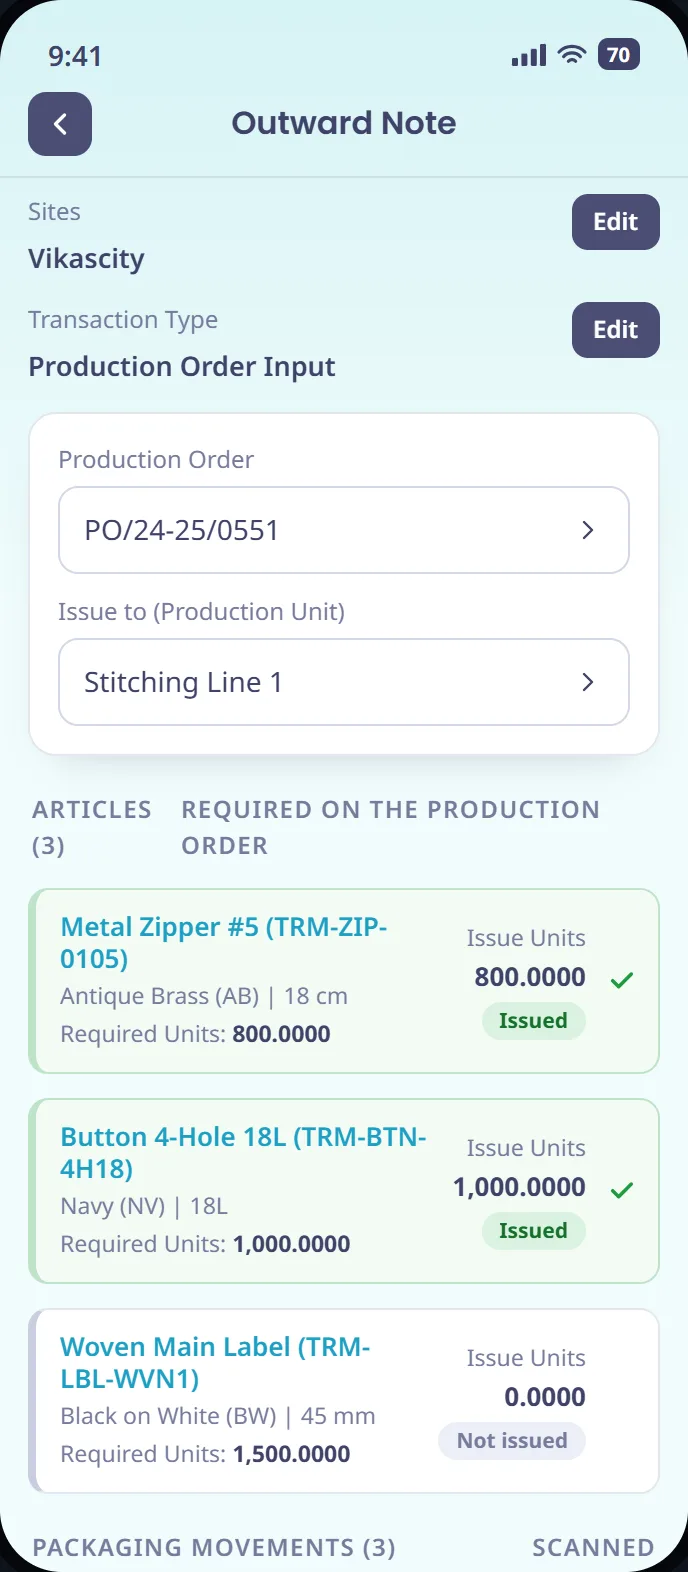 9:41
70
Outward Note
Sites
Edit
Vikascity
Transaction Type
Edit
Production Order Input
Production Order
PO/24-25/0551
Issue to (Production Unit)
Stitching Line 1
ARTICLES (3)
REQUIRED ON THE PRODUCTION ORDER
Metal Zipper #5 (TRM-ZIP-
0105)
Antique Brass (AB) | 18 cm
Required Units: 800.0000
Issue Units
800.0000
Issued
Button 4-Hole 18L (TRM-BTN-
4H18)
Navy (NV) | 18L
Required Units: 1,000.0000
Issue Units
1,000.0000
Issued
Woven Main Label (TRM-
LBL-WVN1)
Black on White (BW) | 45 mm
Required Units: 1,500.0000
Issue Units
0.0000
Not issued
PACKAGING MOVEMENTS (3)
SCANNED